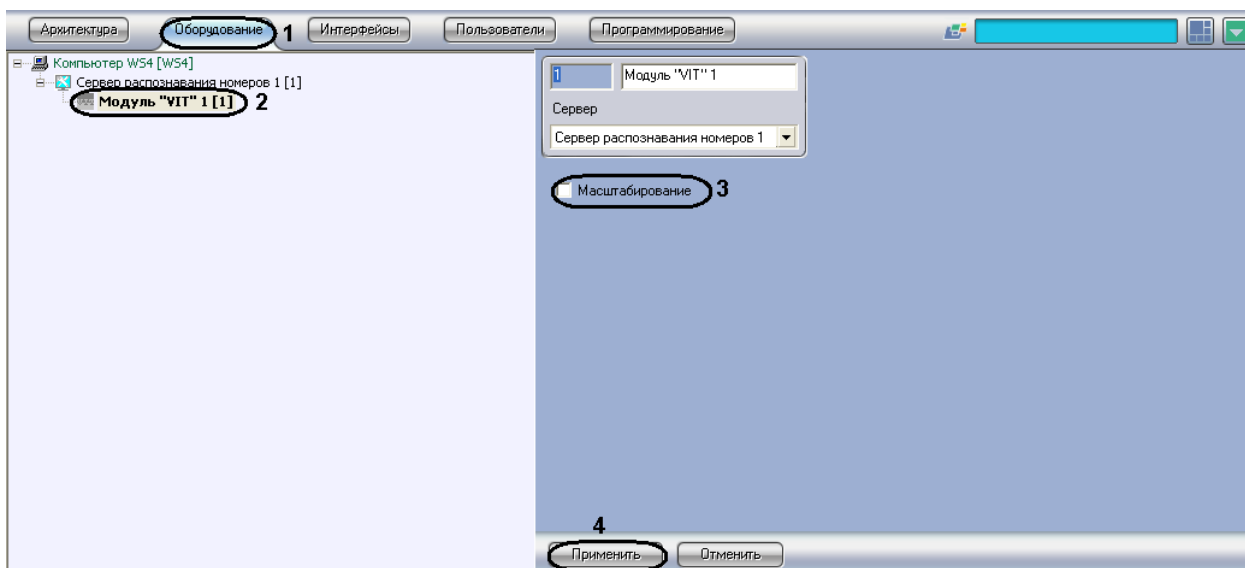 Архитектура Оборудование 1 Интерфейсы Пользователи Программирование
Компьютер WS4 [WS4]
Сервер распознавания номеров 1 [1]
Модуль "VIT" 1 [1] 2
1 Модуль "VIT" 1
Сервер
Сервер распознавания номеров 1
Масштабирование 3
4
Применить Отменить